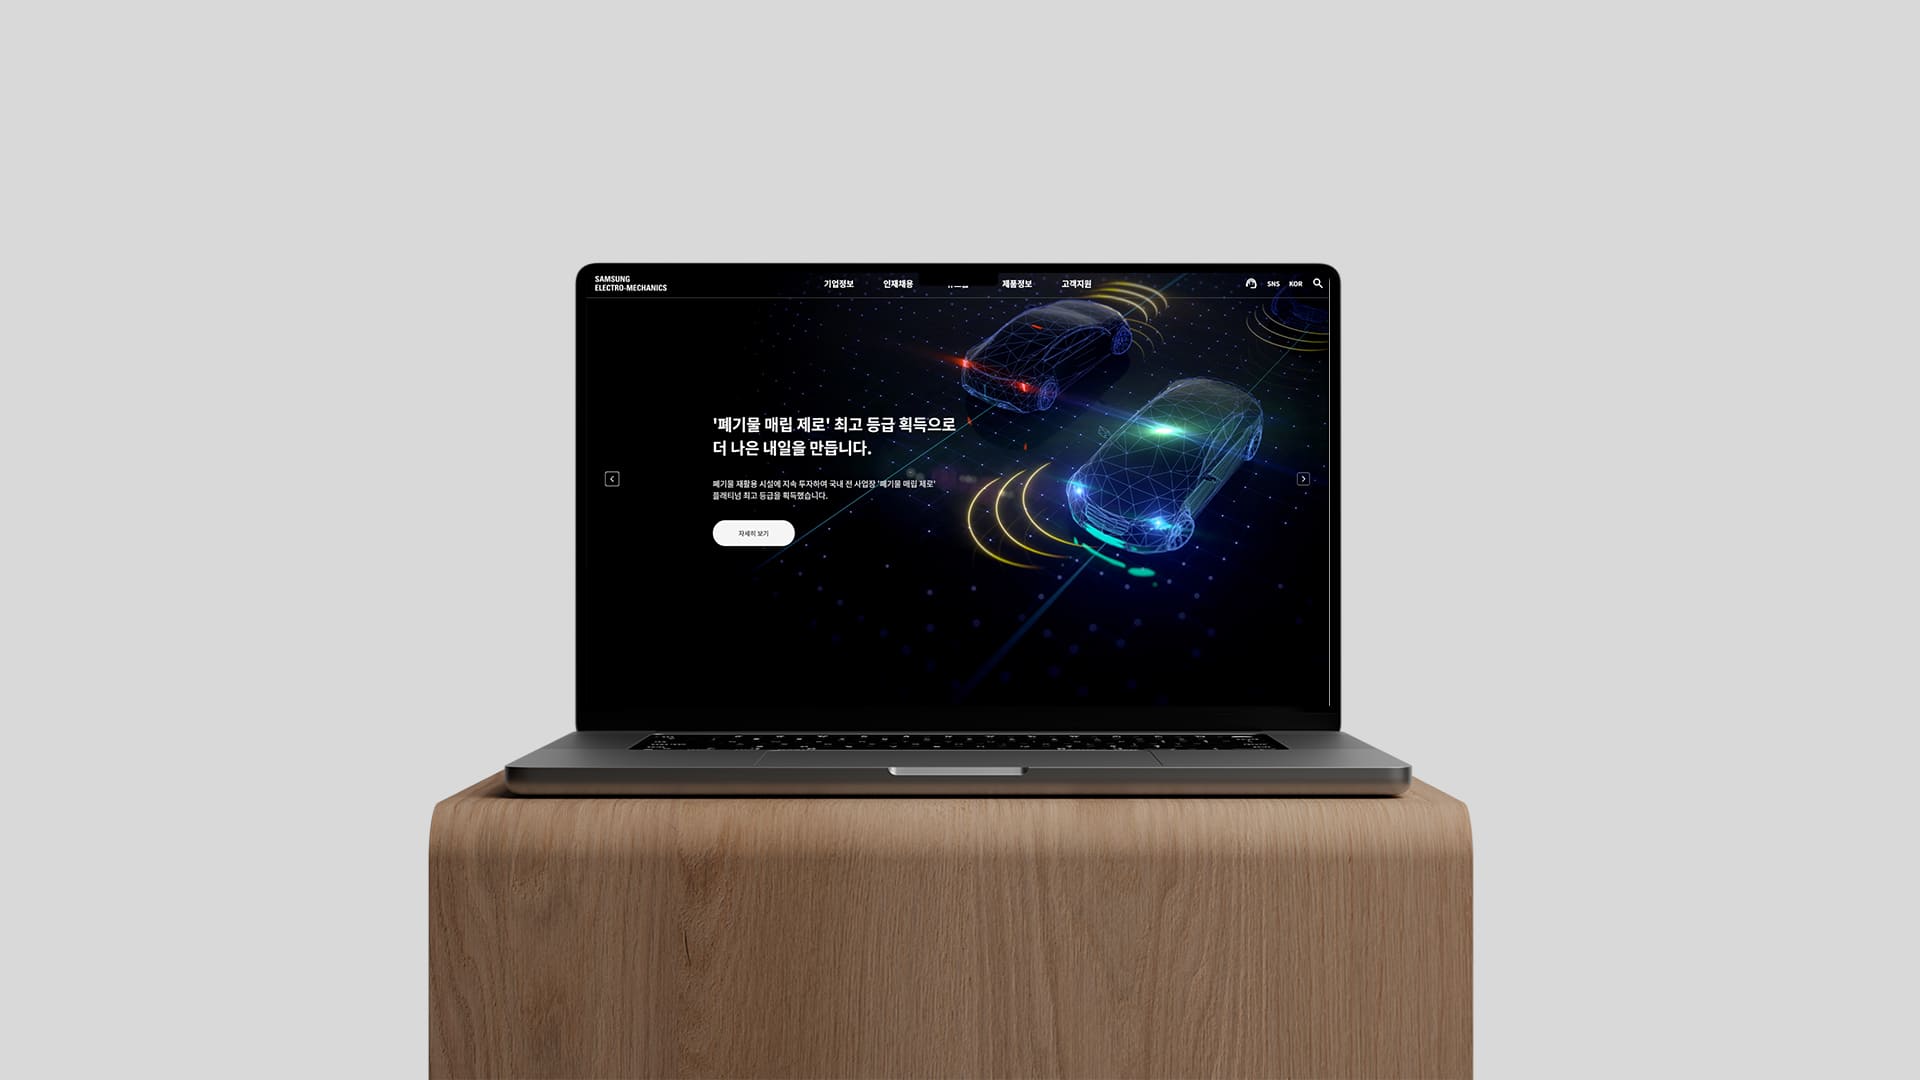 SAMSUNG
ELECTRO-MECHANICS
기업정보
인재채용
제품정보
고객지원
SNS
KOR
'폐기물 매립 제로' 최고 등급 획득으로
더 나은 내일을 만듭니다.
폐기물 재활용 시설에 지속 투자하여 국내 전 사업장 '폐기물 매립 제로'
플래티넘 최고 등급을 획득했습니다.
자세히 보기